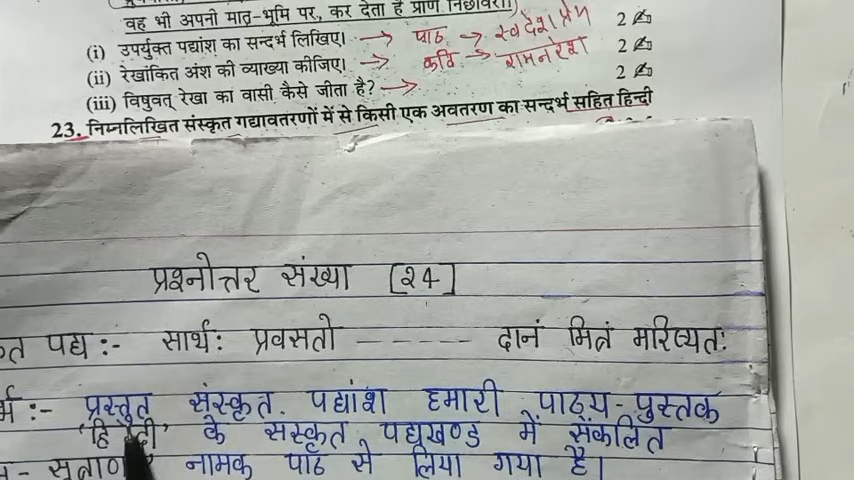 वह भी अपनी मातृ-भूमि पर, कर देता है प्राण निछावर।।
(i) उपर्युक्त पद्यांश का सन्दर्भ लिखिए। → पाठ → स्वदेश प्रेम 2
(ii) रेखांकित अंश की व्याख्या कीजिए। → कवि → रामनरेश 2
(iii) विषुवत् रेखा का वासी कैसे जीता है? → 2
23. निम्नलिखित संस्कृत गद्यावतरणों में से किसी एक अवतरण का सन्दर्भ सहित हिन्दी
प्रश्नोत्तर संख्या [24]
पद्य :- सार्थः प्रवसतो ------ दानं मित्रं मरिष्यतः
:- प्रस्तुत संस्कृत पद्यांश हमारी पाठ्य-पुस्तक
के संस्कृत पद्यखण्ड में संकलित
नामक पाठ से लिया गया है।